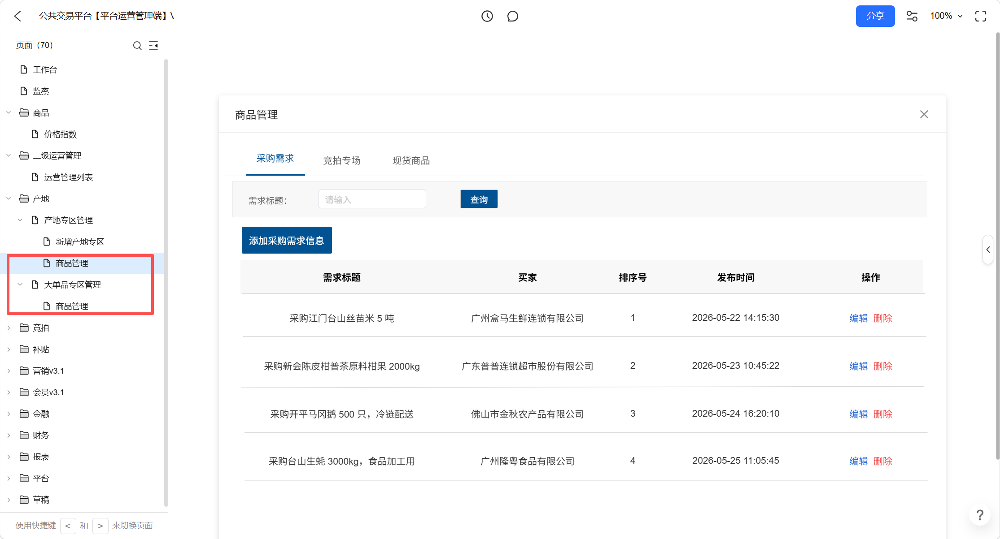 公共交易平台【平台运营管理端】\
分享
100%
页面（70）
工作台
监察
商品
价格指数
二级运营管理
运营管理列表
产地
产地专区管理
新增产地专区
商品管理
大单品专区管理
商品管理
竞拍
补贴
营销v3.1
会员v3.1
金融
财务
报表
平台
草稿
使用快捷键 < 和 > 来切换页面
商品管理
采购需求 竞拍专场 现货商品
需求标题： 请输入 查询
添加采购需求信息
需求标题 买家 排序号 发布时间 操作
采购江门台山丝苗米 5 吨 广州盒马生鲜连锁有限公司 1 2026-05-22 14:15:30 编辑 删除
采购新会陈皮柑普茶原料柑果 2000kg 广东普普连锁超市股份有限公司 2 2026-05-23 10:45:22 编辑 删除
采购开平马冈鹅 500 只，冷链配送 佛山市金秋农产品有限公司 3 2026-05-24 16:20:10 编辑 删除
采购台山生蚝 3000kg，食品加工用 广州隆粤食品有限公司 4 2026-05-25 11:05:45 编辑 删除
?